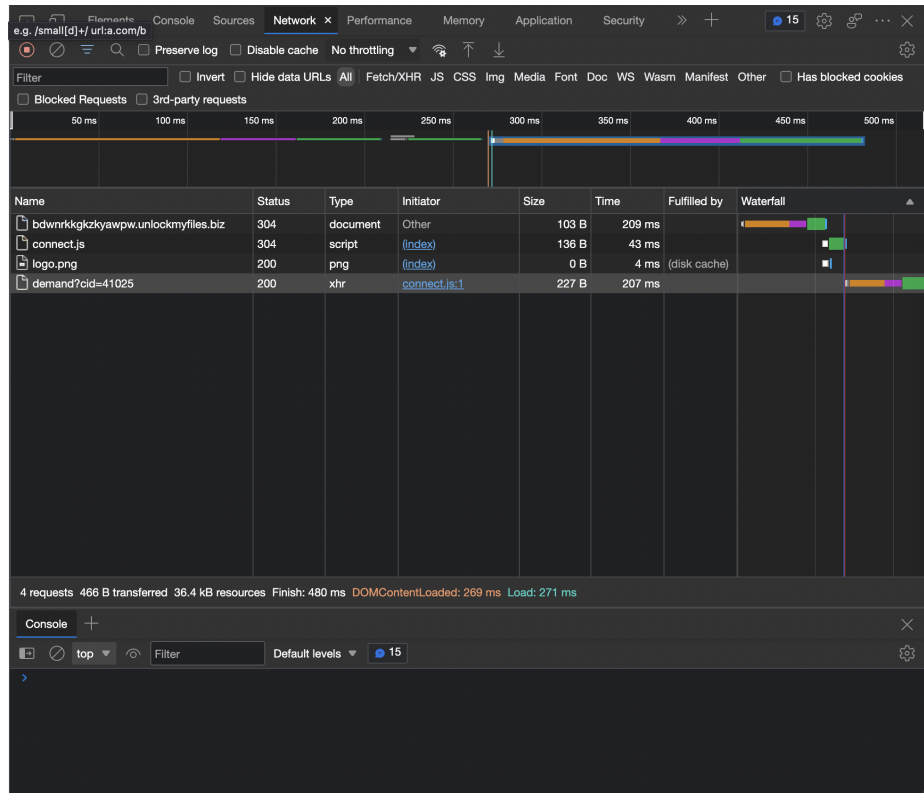 Elements Console Sources Network × Performance Memory Application Security » 15
e.g. /small[d]+/ url:a.com/b
Preserve log Disable cache No throttling
Filter Invert Hide data URLs All Fetch/XHR JS CSS Img Media Font Doc WS Wasm Manifest Other Has blocked cookies
Blocked Requests 3rd-party requests
50 ms 100 ms 150 ms 200 ms 250 ms 300 ms 350 ms 400 ms 450 ms 500 ms
Name Status Type Initiator Size Time Fulfilled by Waterfall
bdwnrkkgkzkyawpw.unlockmyfiles.biz 304 document Other 103 B 209 ms
connect.js 304 script (index) 136 B 43 ms
logo.png 200 png (index) 0 B 4 ms (disk cache)
demand?cid=41025 200 xhr connect.js:1 227 B 207 ms
4 requests 466 B transferred 36.4 kB resources Finish: 480 ms DOMContentLoaded: 269 ms Load: 271 ms
Console
top Filter Default levels 15